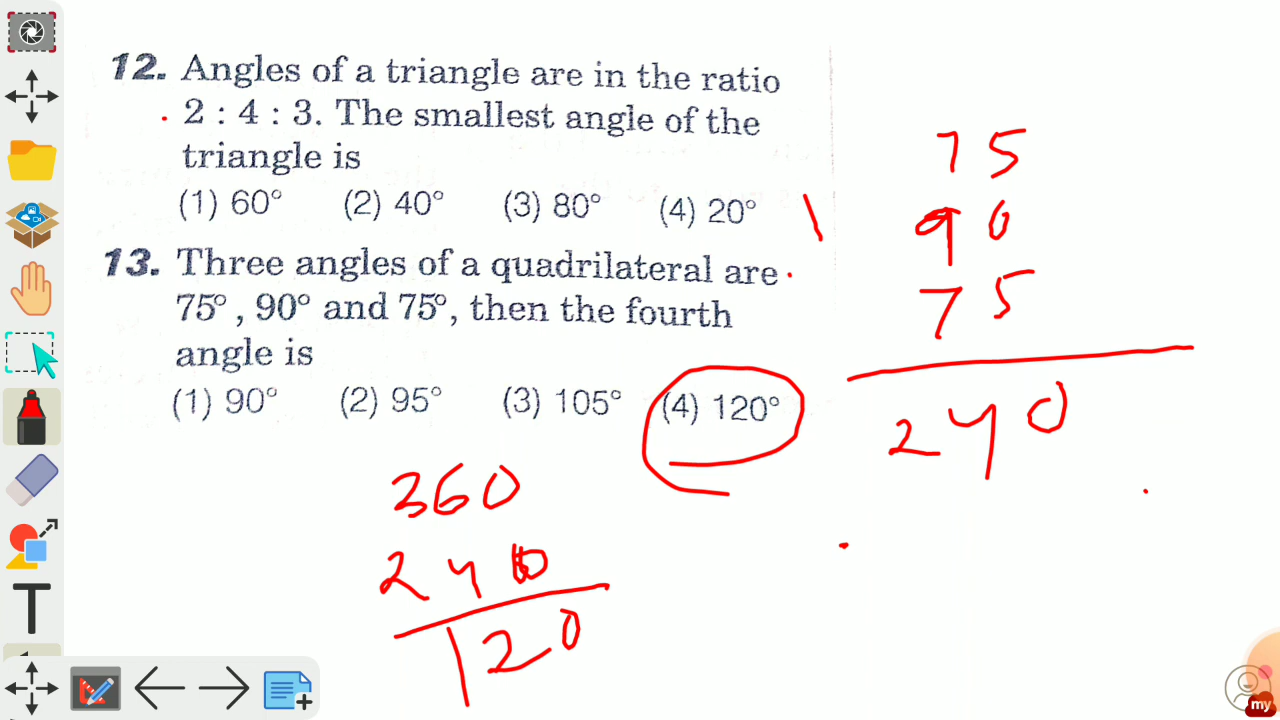 12. Angles of a triangle are in the ratio
2 : 4 : 3. The smallest angle of the
triangle is
(1) 60° (2) 40° (3) 80° (4) 20°
13. Three angles of a quadrilateral are
75°, 90° and 75°, then the fourth
angle is
(1) 90° (2) 95° (3) 105° (4) 120°
75
90
75
240
360
240
120
T
my